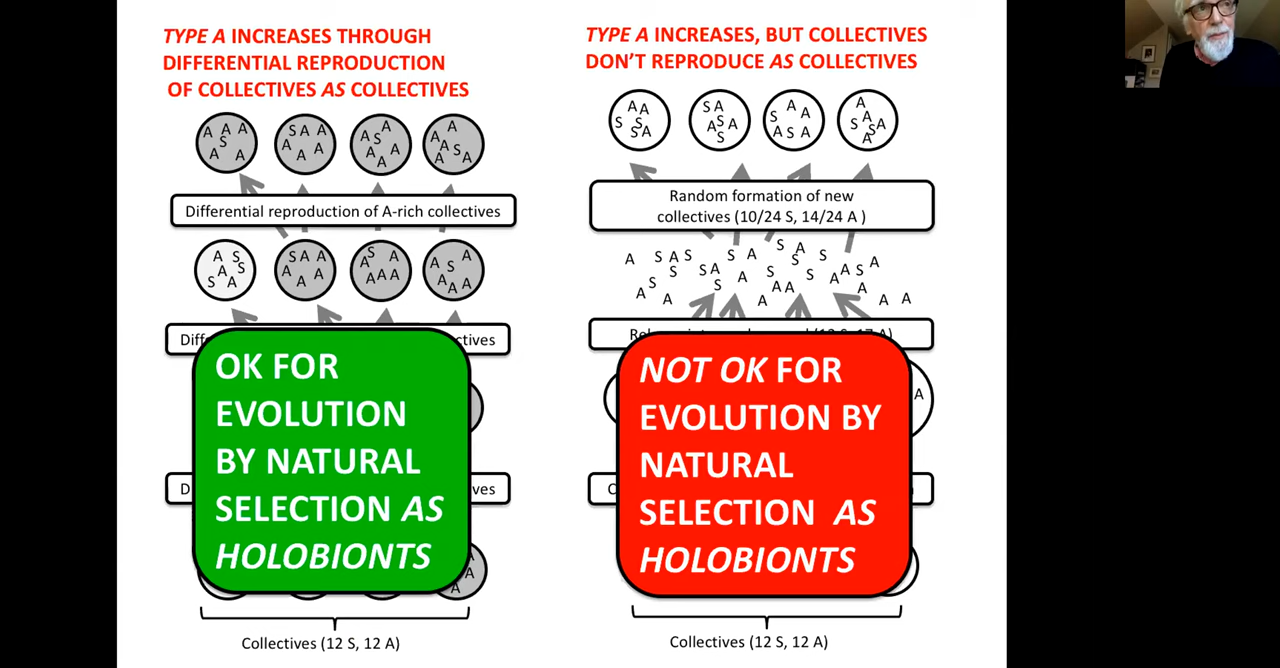 TYPE A INCREASES THROUGH
DIFFERENTIAL REPRODUCTION
OF COLLECTIVES AS COLLECTIVES
A A A
S
A A
S A A
A A A
A S A
A A A
A
A A
A S A
Differential reproduction of A-rich collectives
A S
A S
S A
S A A
A A A
S A
A
A A A
A
A S
A A A
OK FOR
EVOLUTION
BY NATURAL
SELECTION AS
HOLOBIONTS
A
A
A
Collectives (12 S, 12 A)
TYPE A INCREASES, BUT COLLECTIVES
DON'T REPRODUCE AS COLLECTIVES
A A
S S
S A
S A
S
A A
S
A A
S
A S A
A
S A
S A
A
Random formation of new
collectives (10/24 S, 14/24 A )
A S A S S A S A S A S
S S A S S A S A
S S A S A A A
A A A A A
NOT OK FOR
EVOLUTION BY
NATURAL
SELECTION AS
HOLOBIONTS
A
Collectives (12 S, 12 A)